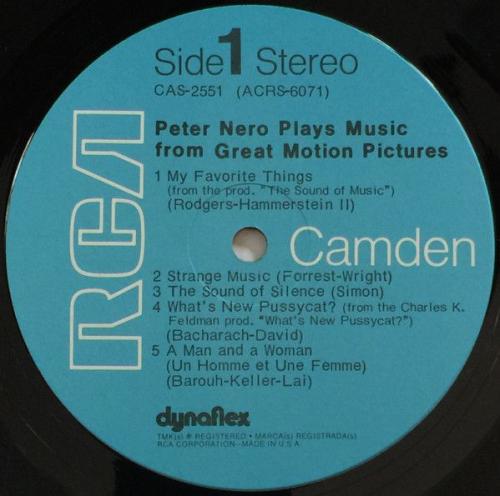 Side 1 Stereo
CAS-2551 (ACRS-6071)
Peter Nero Plays Music
from Great Motion Pictures
1 My Favorite Things
(from the prod. "The Sound of Music")
(Rodgers-Hammerstein II)
RCA
Camden
2 Strange Music (Forrest-Wright)
3 The Sound of Silence (Simon)
4 What's New Pussycat? (from the Charles K.
Feldman prod. "What's New Pussycat?")
(Bacharach-David)
5 A Man and a Woman
(Un Homme et Une Femme)
(Barouh-Keller-Lai)
dynaflex
TMK(s) ® REGISTERED • MARCA(s) REGISTRADA(s)
RCA CORPORATION—MADE IN U.S.A.